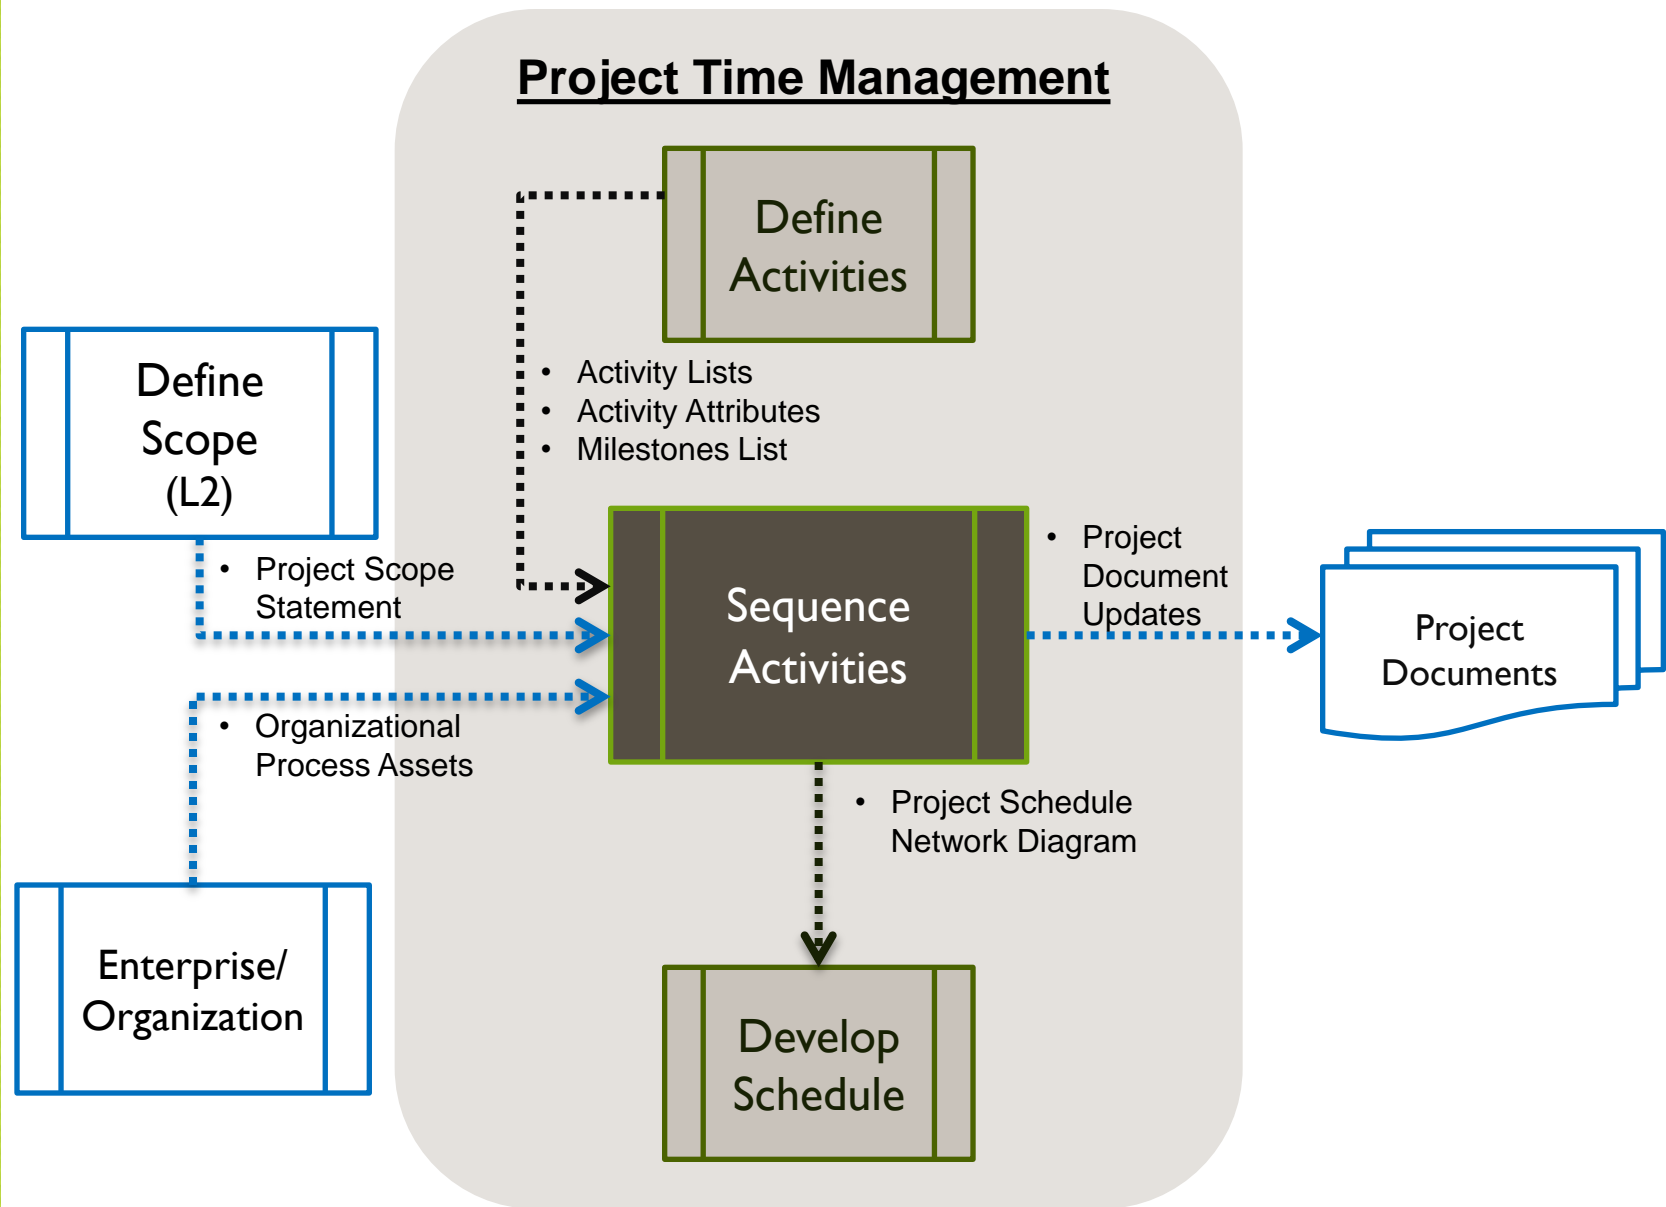 Project Time Management
Define
Activities
• Activity Lists
• Activity Attributes
• Milestones List
Define
Scope
(L2)
• Project Scope
Statement
Sequence
Activities
• Project
Document
Updates
Project
Documents
• Organizational
Process Assets
• Project Schedule
Network Diagram
Enterprise/
Organization
Develop
Schedule